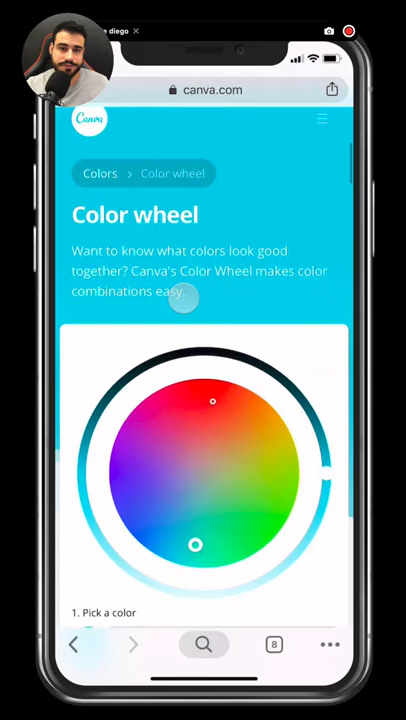 e diego ×
canva.com
Canva
Colors > Color wheel
Color wheel
Want to know what colors look good
together? Canva's Color Wheel makes color
combinations easy.
1. Pick a color
8